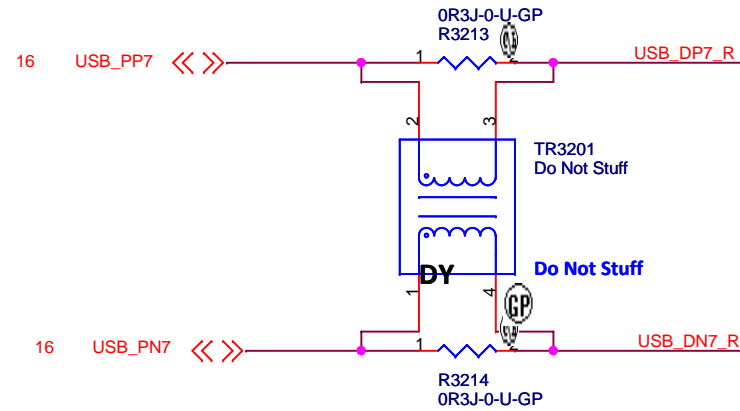 0R3J-0-U-GP
R3213
16 USB_PP7 1 2 USB_DP7_R
2 3
TR3201
Do Not Stuff
DY Do Not Stuff
1 4 GP
16 USB_PN7 1 2 USB_DN7_R
R3214
0R3J-0-U-GP